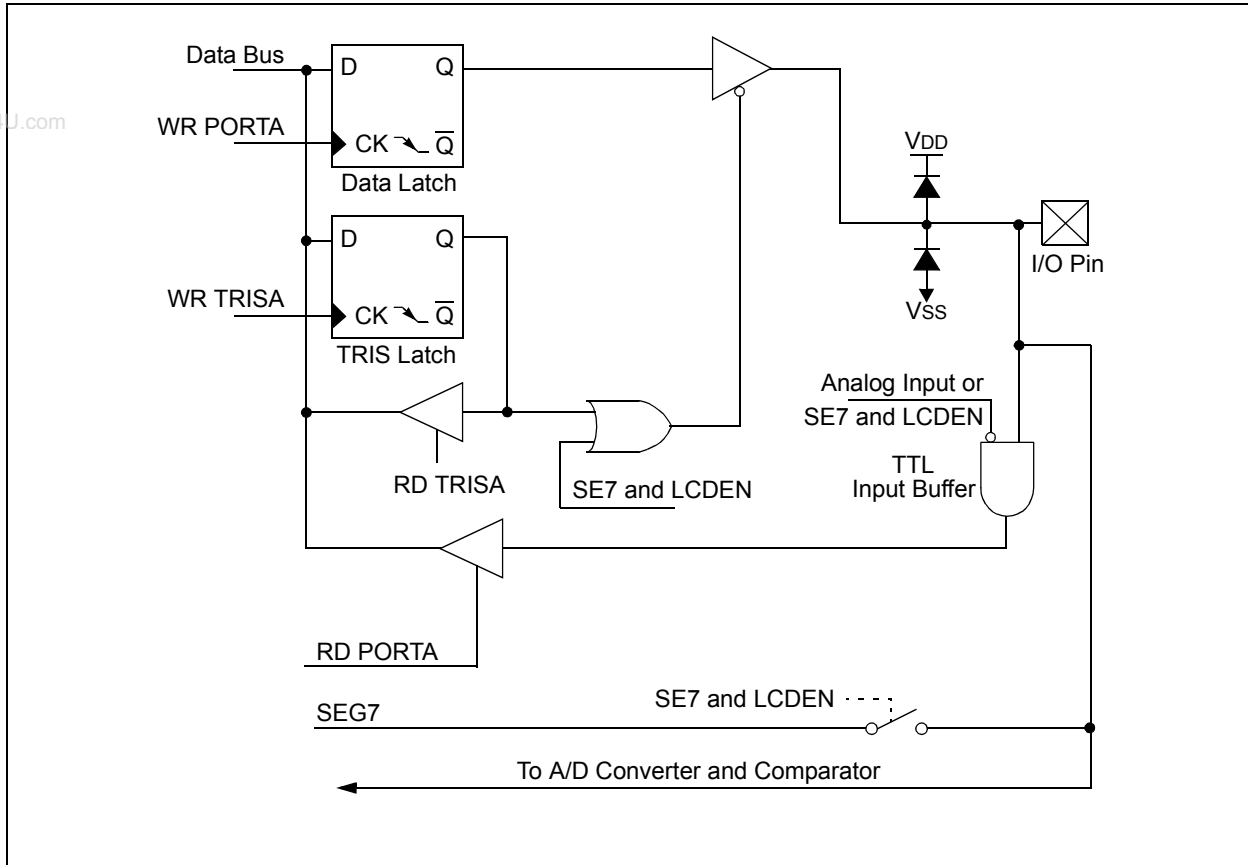 Data Bus
D Q
U.com
WR PORTA
CK Q̅
Data Latch
VDD
D Q
I/O Pin
WR TRISA
CK Q̅
VSS
TRIS Latch
Analog Input or
SE7 and LCDEN
TTL
Input Buffer
RD TRISA
SE7 and LCDEN
RD PORTA
SE7 and LCDEN
SEG7
To A/D Converter and Comparator